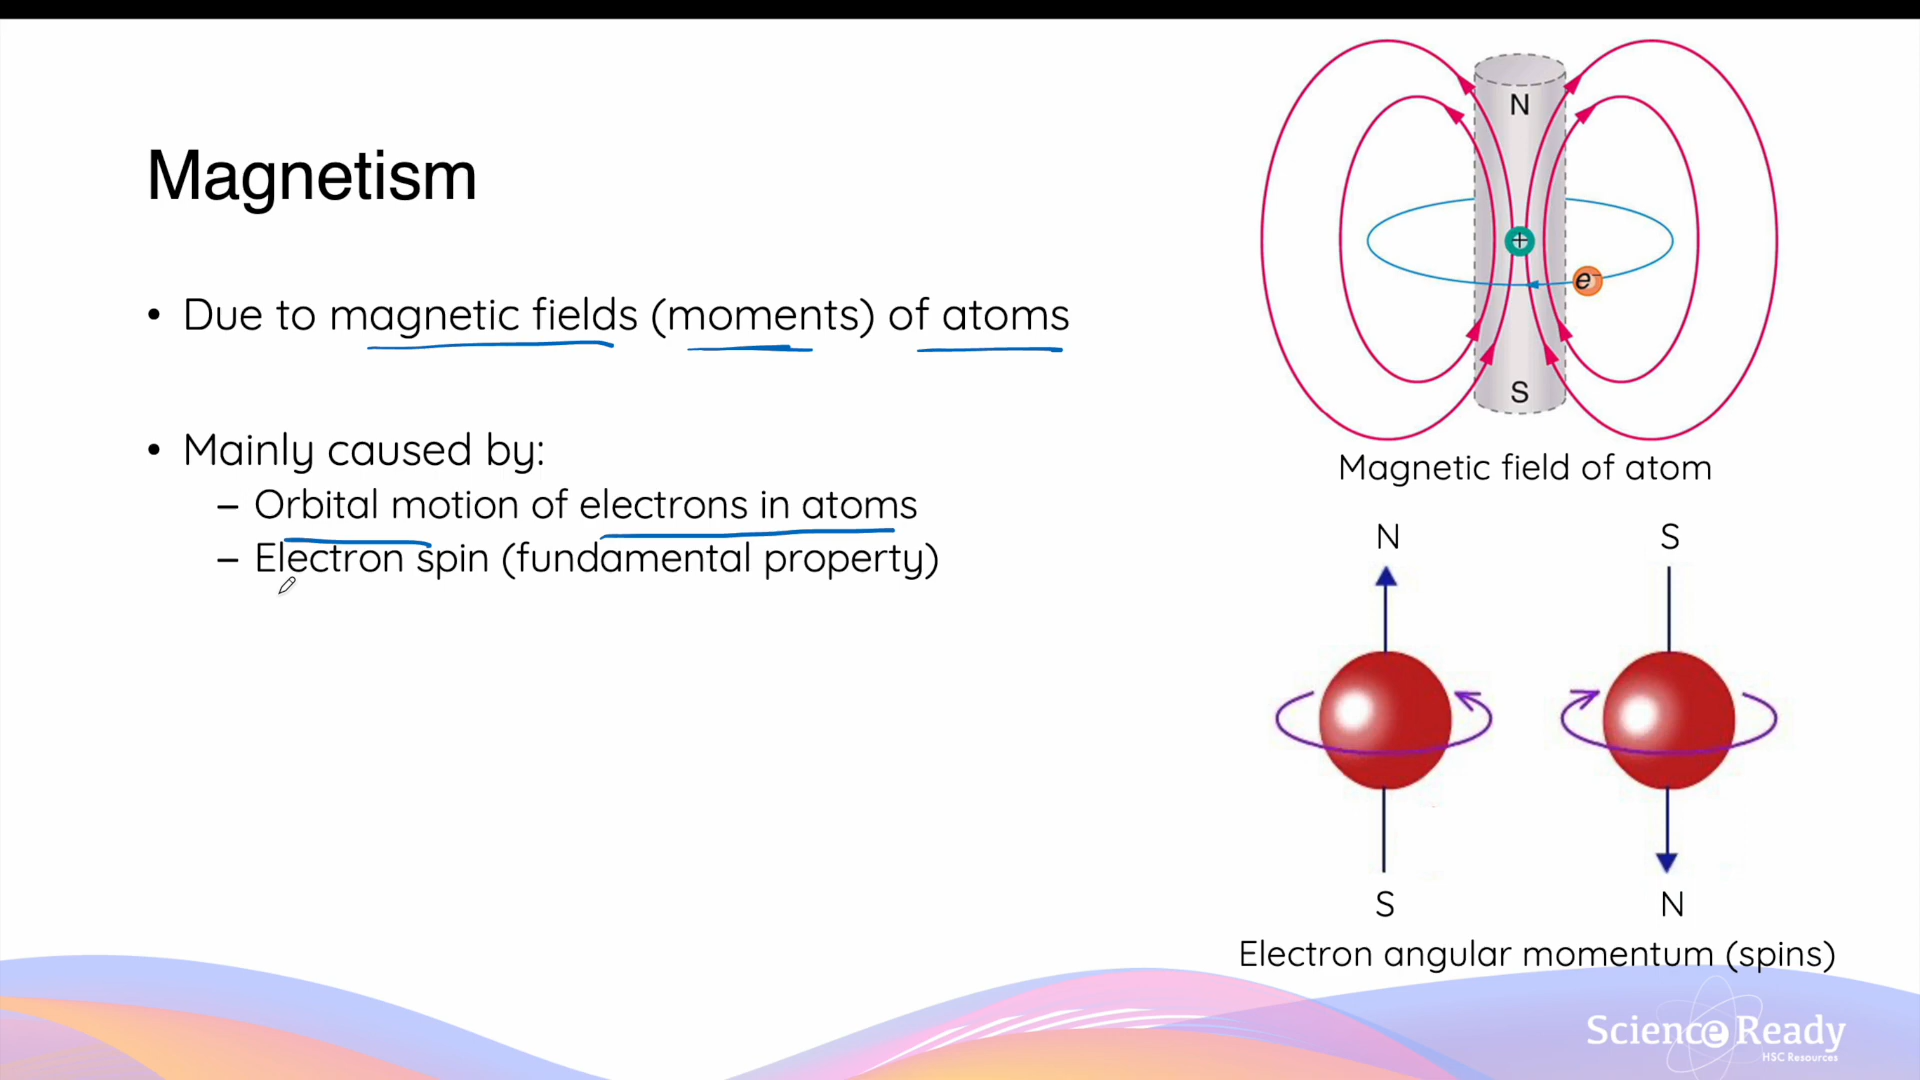 Magnetism
• Due to magnetic fields (moments) of atoms
• Mainly caused by:
– Orbital motion of electrons in atoms
– Electron spin (fundamental property)
N
+
e⁻
S
Magnetic field of atom
N S
S N
Electron angular momentum (spins)
Science Ready
HSC Resources